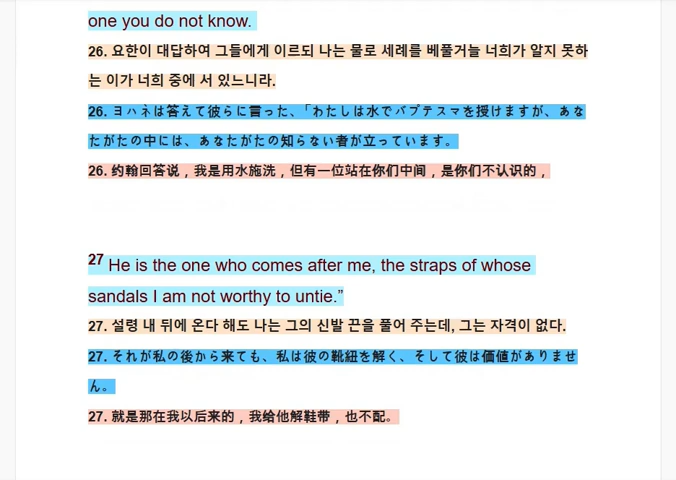 one you do not know.
26. 요한이 대답하여 그들에게 이르되 나는 물로 세례를 베풀거늘 너희가 알지 못하
는 이가 너희 중에 서 있느니라.
26. ヨハネは答えて彼らに言った、「わたしは水でバプテスマを授けますが、あな
たがたの中には、あなたがたの知らない者が立っています。
26. 约翰回答说，我是用水施洗，但有一位站在你们中间，是你们不认识的，
27 He is the one who comes after me, the straps of whose
sandals I am not worthy to untie.”
27. 설령 내 뒤에 온다 해도 나는 그의 신발 끈을 풀어 주는데, 그는 자격이 없다.
27. それが私の後から来ても、私は彼の靴紐を解く、そして彼は価値がありませ
ん。
27. 就是那在我以后来的，我给他解鞋带，也不配。